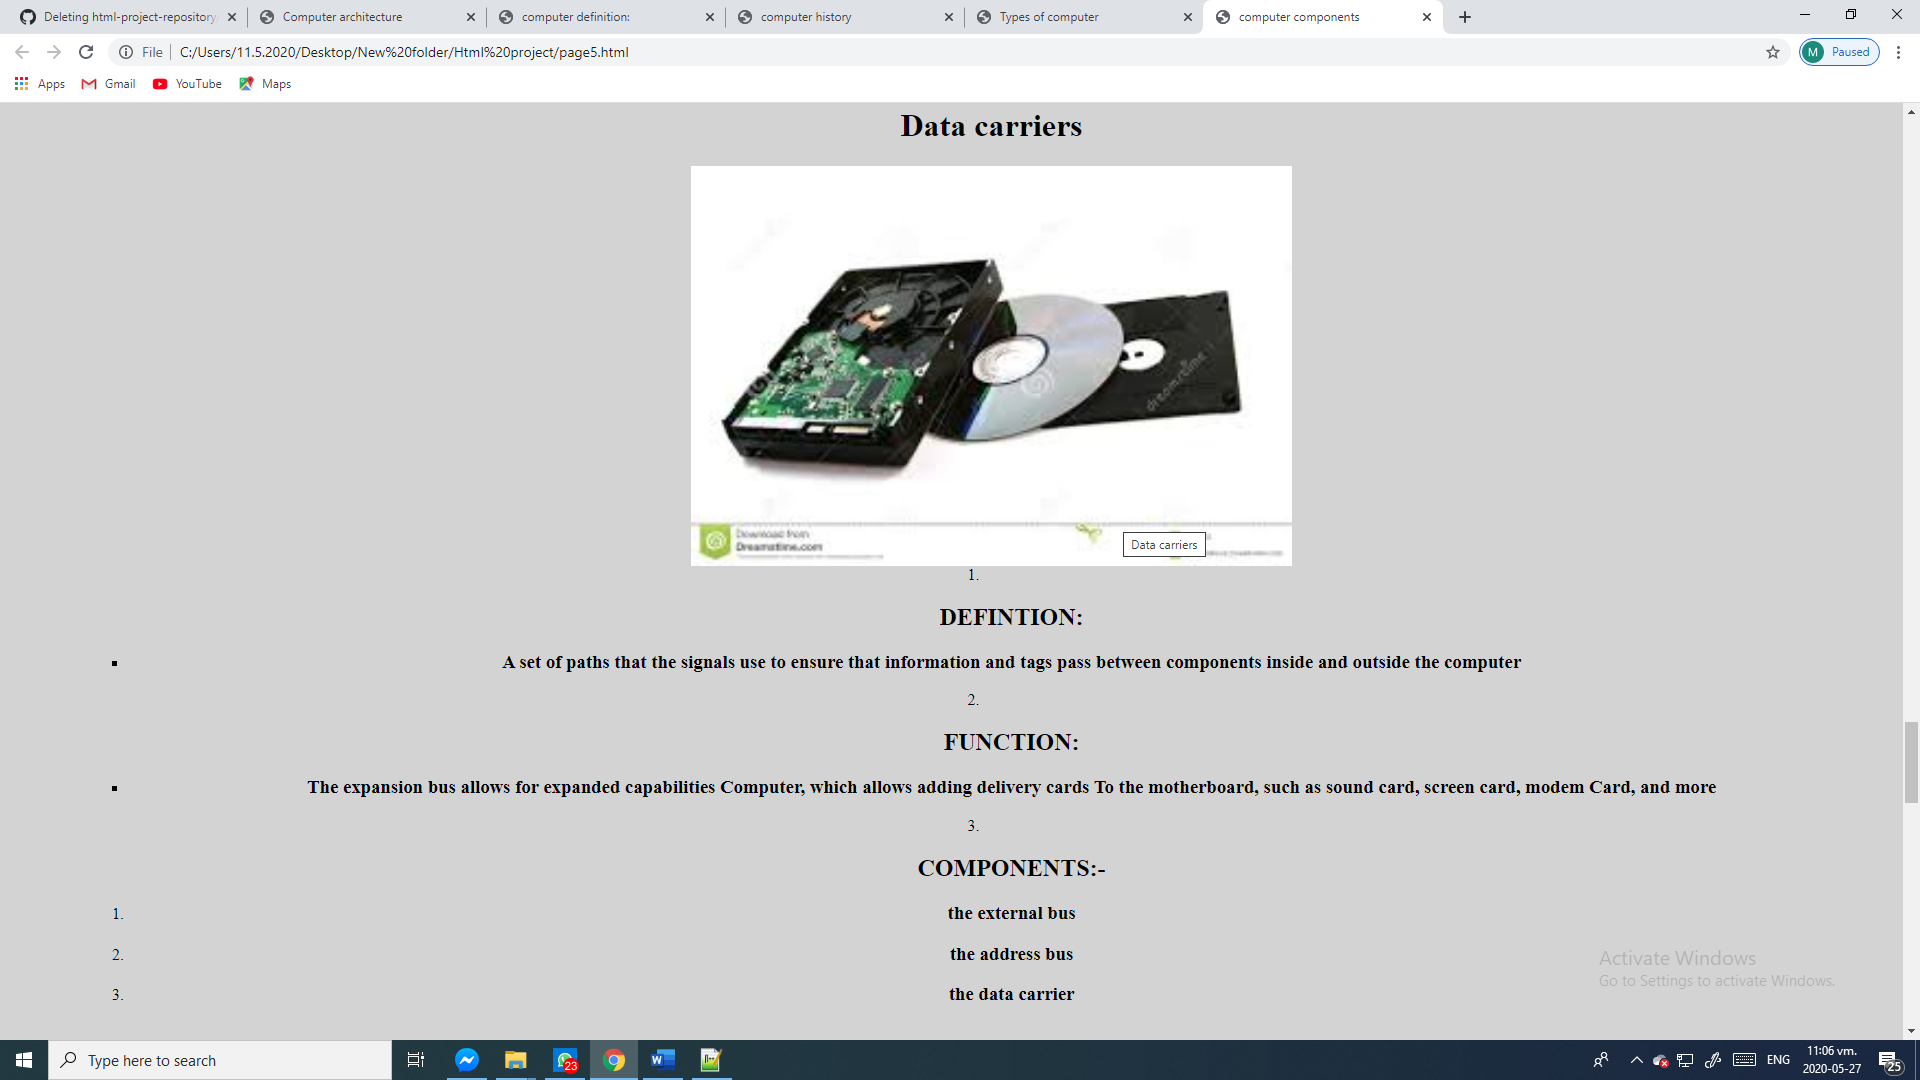 Deleting html-project-repository
Computer architecture
computer definition:
computer history
Types of computer
computer components
File
C:/Users/11.5.2020/Desktop/New%20folder/Html%20project/page5.html
M Paused
Apps Gmail YouTube Maps
Data carriers
dreamstime
Download from
Dreamstime.com
Data carriers
1.
DEFINTION:
A set of paths that the signals use to ensure that information and tags pass between components inside and outside the computer
2.
FUNCTION:
The expansion bus allows for expanded capabilities Computer, which allows adding delivery cards To the motherboard, such as sound card, screen card, modem Card, and more
3.
COMPONENTS:-
1. the external bus
2. the address bus
3. the data carrier
Activate Windows
Go to Settings to activate Windows.
Type here to search
23
W
ENG
11:06 عm.
2020-05-27
25